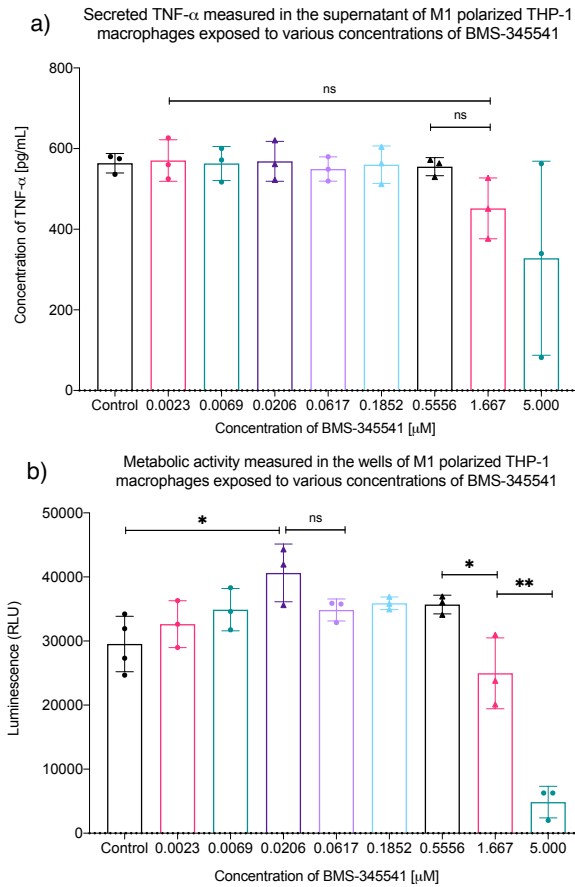 a)
Secreted TNF-α measured in the supernatant of M1 polarized THP-1
macrophages exposed to various concentrations of BMS-345541
Concentration of TNF-α [pg/mL]
800
600
400
200
0
ns
ns
Control 0.0023 0.0069 0.0206 0.0617 0.1852 0.5556 1.667 5.000
Concentration of BMS-345541 [μM]
b)
Metabolic activity measured in the wells of M1 polarized THP-1
macrophages exposed to various concentrations of BMS-345541
Luminescence (RLU)
50000
40000
30000
20000
10000
0
*
ns
*
**
Control 0.0023 0.0069 0.0206 0.0617 0.1852 0.5556 1.667 5.000
Concentration of BMS-345541 [μM]